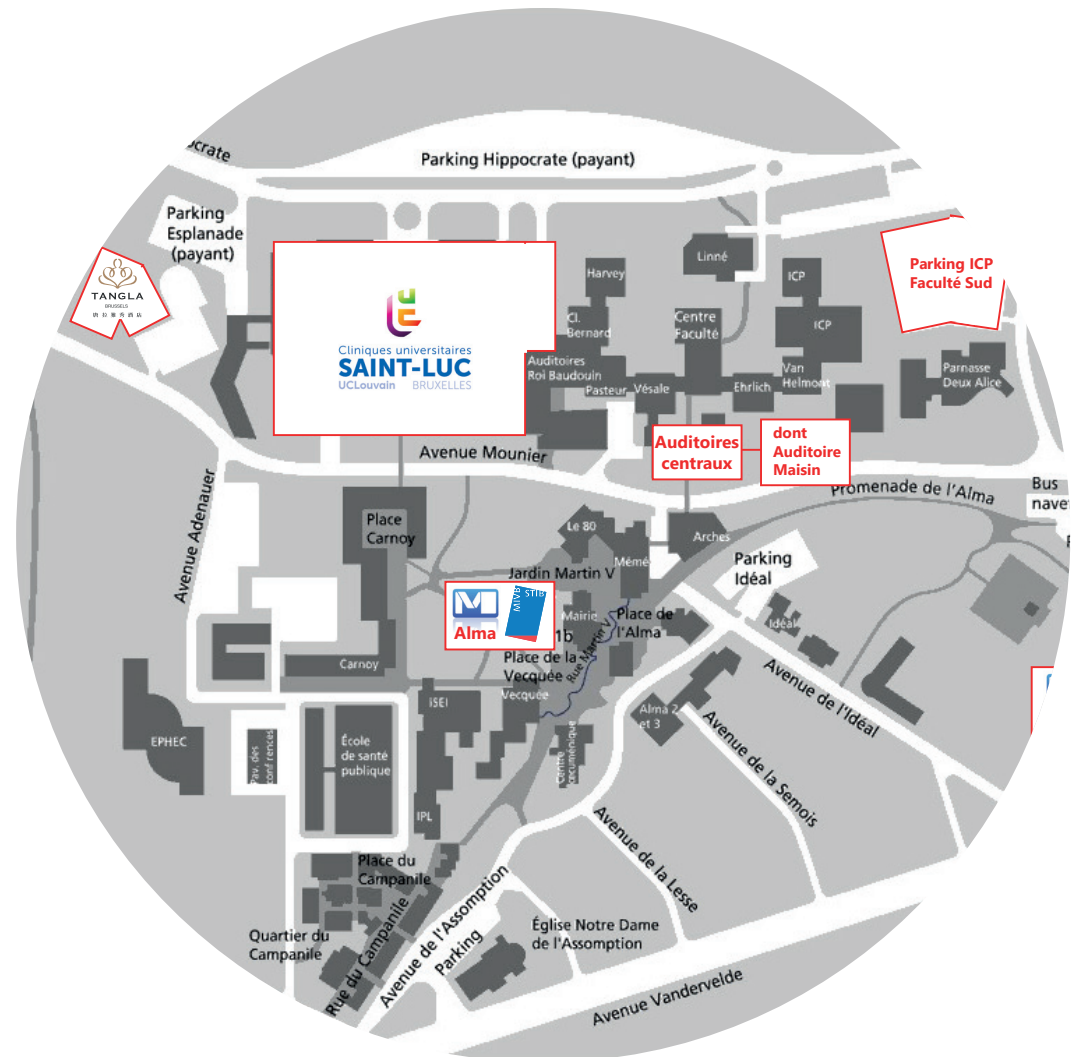 ocrate
Parking Hippocrate (payant)
Parking
Esplanade
(payant)
TANGLA
BRUSSELS
Cliniques universitaires
SAINT-LUC
UCLouvain BRUXELLES
Harvey
Linné
ICP
Parking ICP
Faculté Sud
Cl.
Bernard
Centre
Faculté
ICP
Auditoires
Roi Baudouin
Pasteur
Vésale
Ehrlich
Van
Helmont
Parnasse
Deux Alice
Auditoires
centraux
dont
Auditoire
Maisin
Avenue Mounier
Avenue Adenauer
Promenade de l'Alma
Bus
nave
Place
Carnoy
Le 80
Mémé
Arches
Parking
Idéal
Jardin Martin V
MIVB
STIB
Alma
Mairie
1b
Place de
l'Alma
Idéal
Rue Martin V
Place de la
Vecquée
Vecquée
Carnoy
ISEI
Avenue de l'Idéal
Alma 2
et 3
Avenue de la Semois
EPHEC
Pav. des
conf rences
École
de santé
publique
Centre
œcuménique
IPL
Avenue de la Lesse
Place du
Campanile
Quartier du
Campanile
Rue du Campanile
Avenue de l'Assomption
Parking
Église Notre Dame
de l'Assomption
Avenue Vandervelde